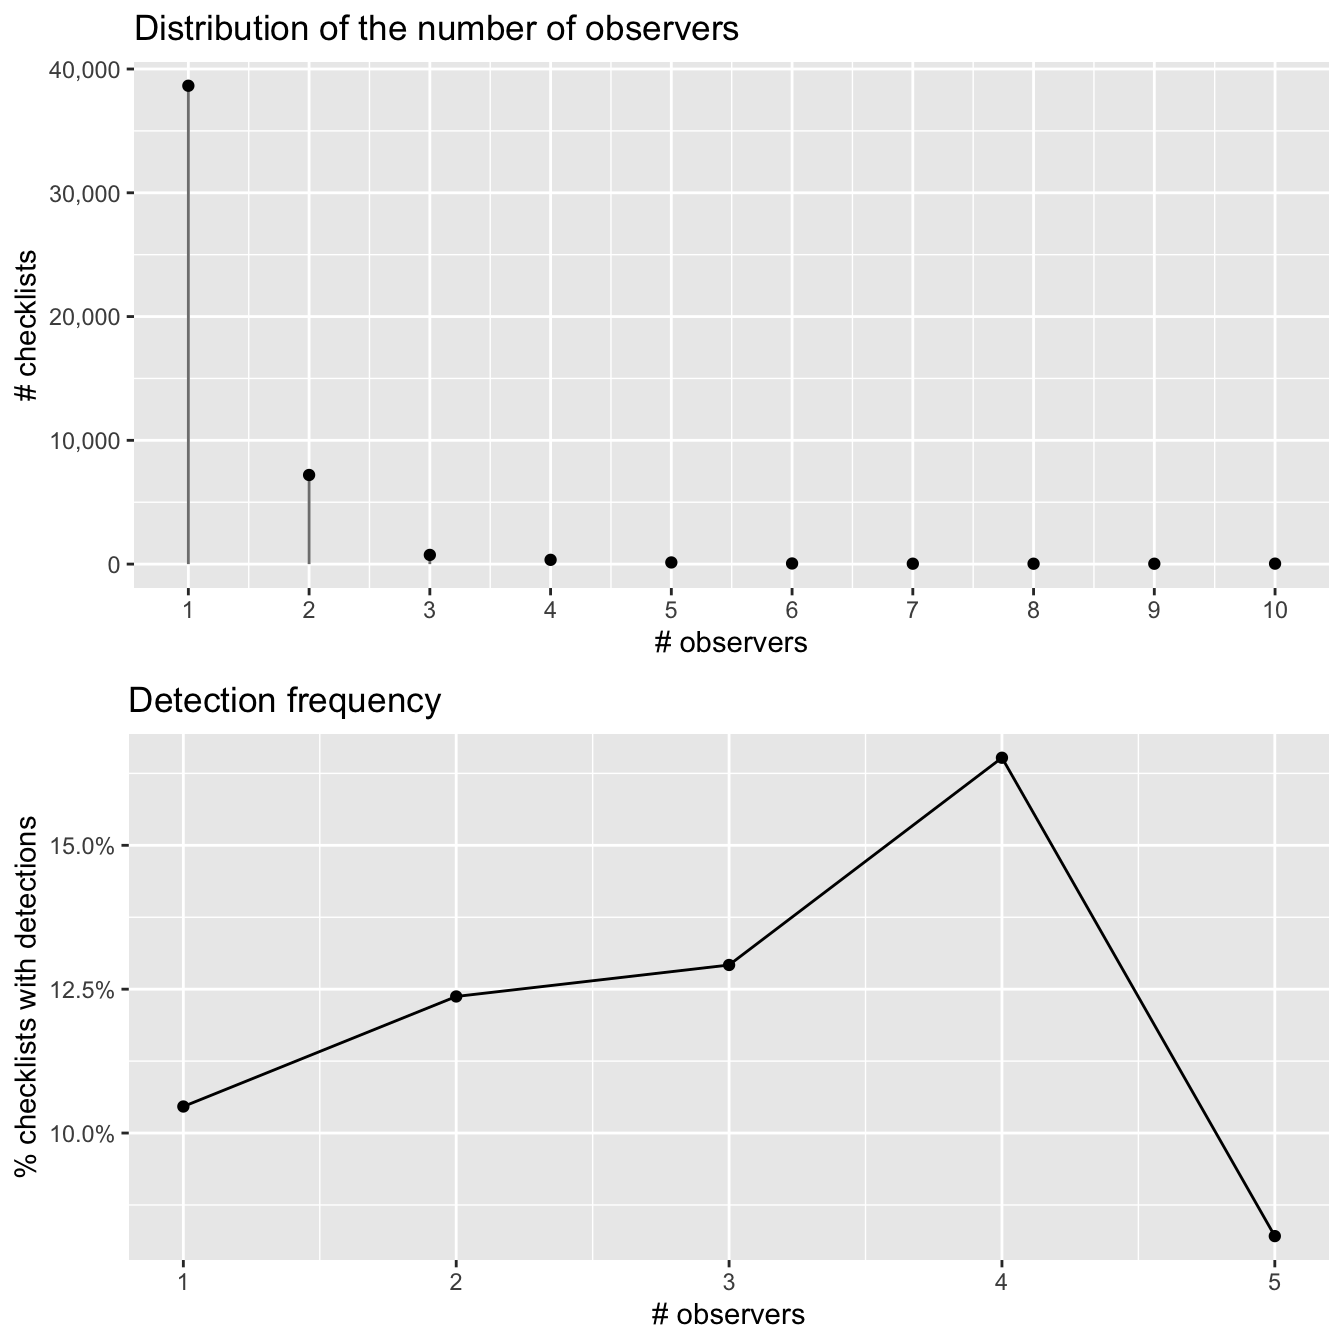 Distribution of the number of observers
40,000
30,000
20,000
10,000
0
# checklists
1 2 3 4 5 6 7 8 9 10
# observers
Detection frequency
15.0%
12.5%
10.0%
% checklists with detections
1 2 3 4 5
# observers